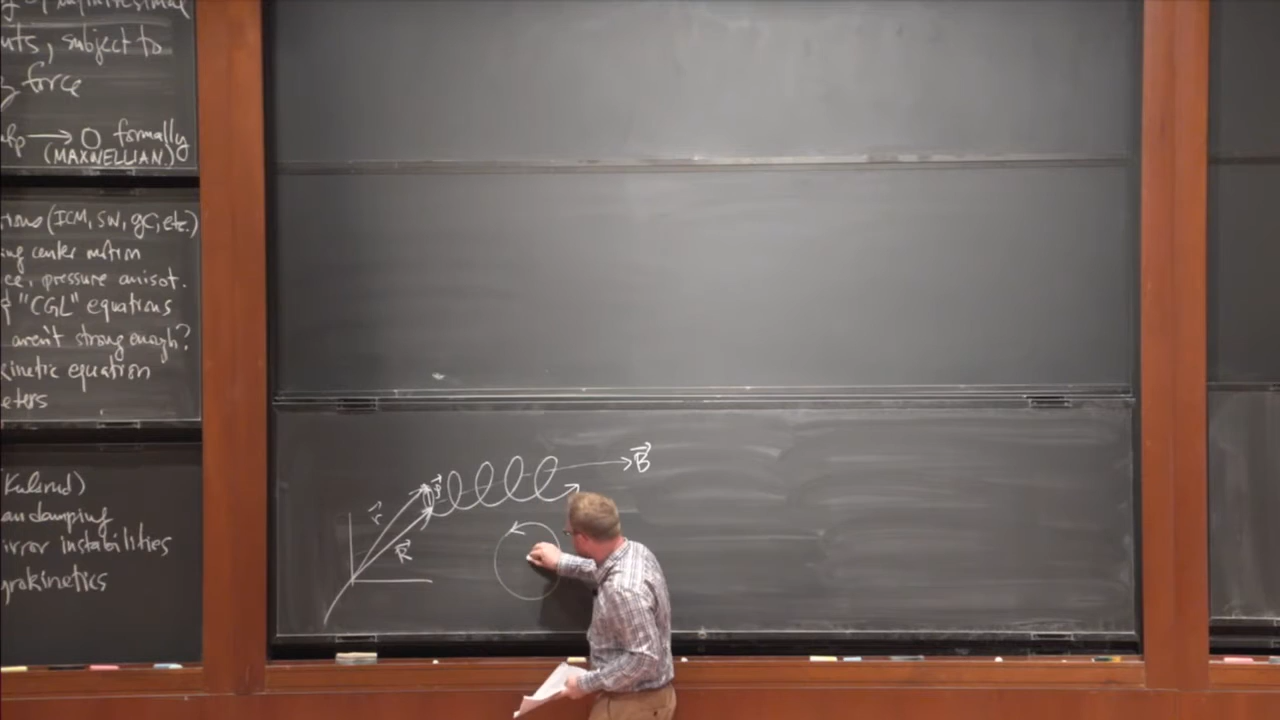 uts, subject to
force
→ 0 formally
(MAXWELLIAN)
(ICM, SW, GC, etc.)
center motion
ce, pressure anisot.
"CGL" equations
aren't strong enough?
kinetic equation
eters
(Kulsrud)
damping
irror instabilities
yrokinetics
B
r
R